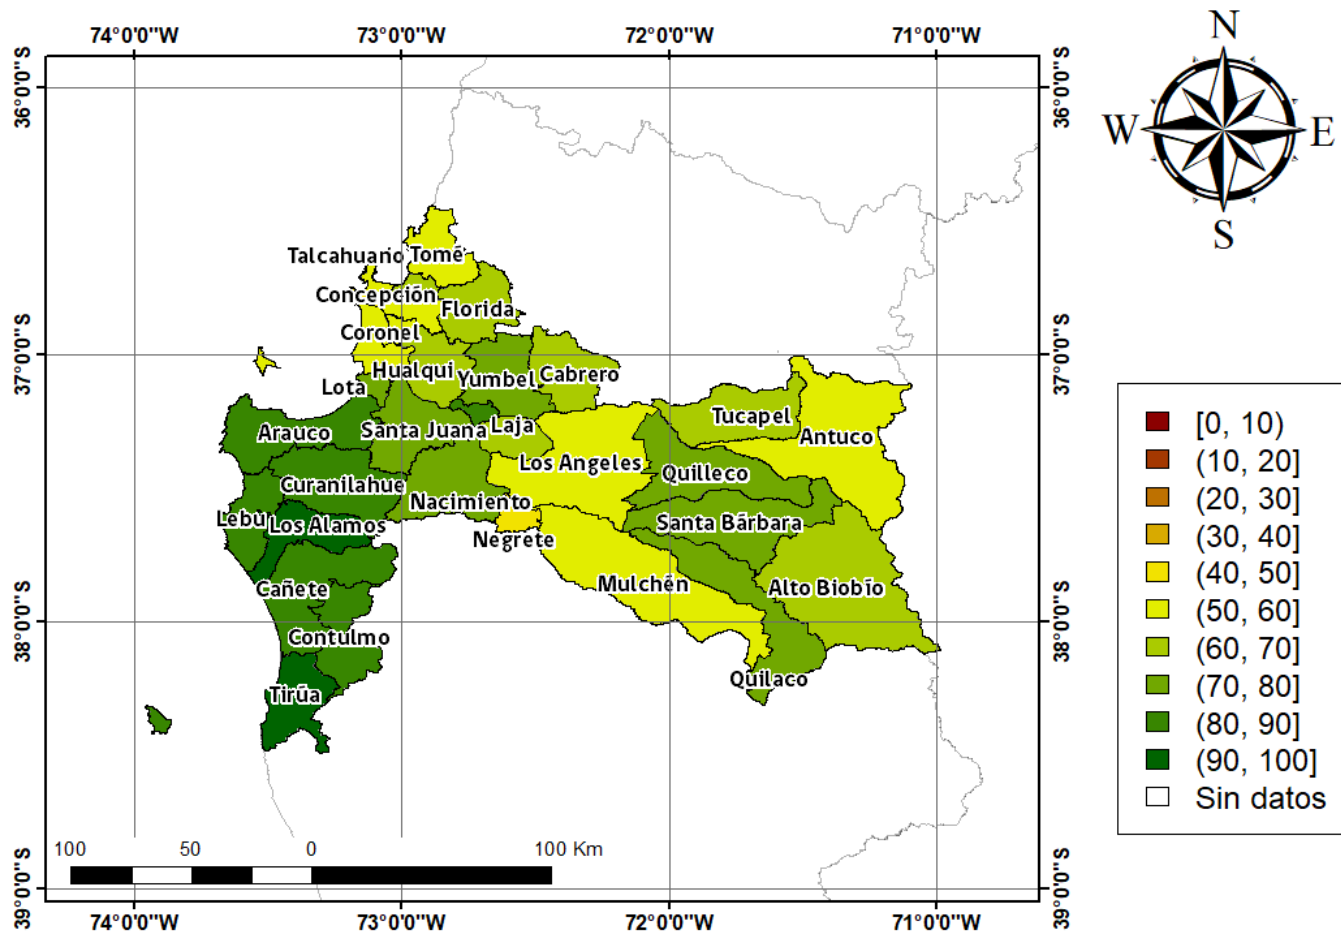 74°0'0"W 73°0'0"W 72°0'0"W 71°0'0"W
N
W E
S
36°0'0"S 36°0'0"S
Talcahuano Tomé
Concepción
Florida
Coronel
37°0'0"S 37°0'0"S
Hualqui Yumbel Cabrero
Lota
Arauco Santa Juana Laja Tucapel
Antuco
Los Angeles Quilleco
Curanilahue
Nacimiento
Lebu Los Alamos Santa Bárbara
Negrete
Cañete Mulchén Alto Biobío
38°0'0"S 38°0'0"S
Contulmo
Quilaco
Tirúa
[0, 10)
(10, 20]
(20, 30]
(30, 40]
(40, 50]
(50, 60]
(60, 70]
(70, 80]
(80, 90]
(90, 100]
Sin datos
100 50 0 100 Km
39°0'0"S 39°0'0"S
74°0'0"W 73°0'0"W 72°0'0"W 71°0'0"W